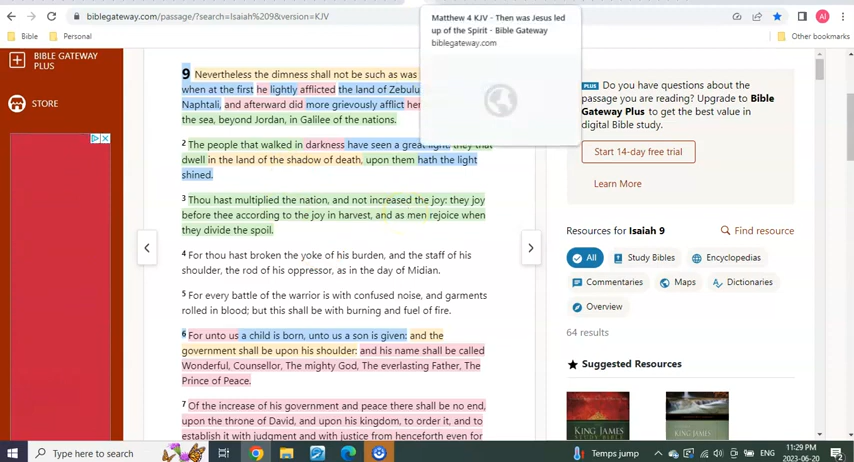 biblegateway.com/passage/?search=Isaiah%209&version=KJV
AI
Bible
Personal
Other bookmarks
Matthew 4 KJV - Then was Jesus led
up of the Spirit - Bible Gateway
biblegateway.com
BIBLE GATEWAY
PLUS
STORE
9 Nevertheless the dimness shall not be such as was
when at the first he lightly afflicted the land of Zebulu
Naphtali, and afterward did more grievously afflict her
the sea, beyond Jordan, in Galilee of the nations.
2 The people that walked in darkness have seen a great light: they that
dwell in the land of the shadow of death, upon them hath the light
shined.
3 Thou hast multiplied the nation, and not increased the joy: they joy
before thee according to the joy in harvest, and as men rejoice when
they divide the spoil.
4 For thou hast broken the yoke of his burden, and the staff of his
shoulder, the rod of his oppressor, as in the day of Midian.
5 For every battle of the warrior is with confused noise, and garments
rolled in blood; but this shall be with burning and fuel of fire.
6 For unto us a child is born, unto us a son is given: and the
government shall be upon his shoulder: and his name shall be called
Wonderful, Counsellor, The mighty God, The everlasting Father, The
Prince of Peace.
7 Of the increase of his government and peace there shall be no end,
upon the throne of David, and upon his kingdom, to order it, and to
establish it with judgment and with justice from henceforth even for
PLUS Do you have questions about the
passage you are reading? Upgrade to Bible
Gateway Plus to get the best value in
digital Bible study.
Start 14-day free trial
Learn More
Resources for Isaiah 9
Find resource
All
Study Bibles
Encyclopedias
Commentaries
Maps
Dictionaries
Overview
64 results
Suggested Resources
KING JAMES
KING JAMES
Type here to search
Temps jump
ENG
11:29 PM
2023-06-20
2